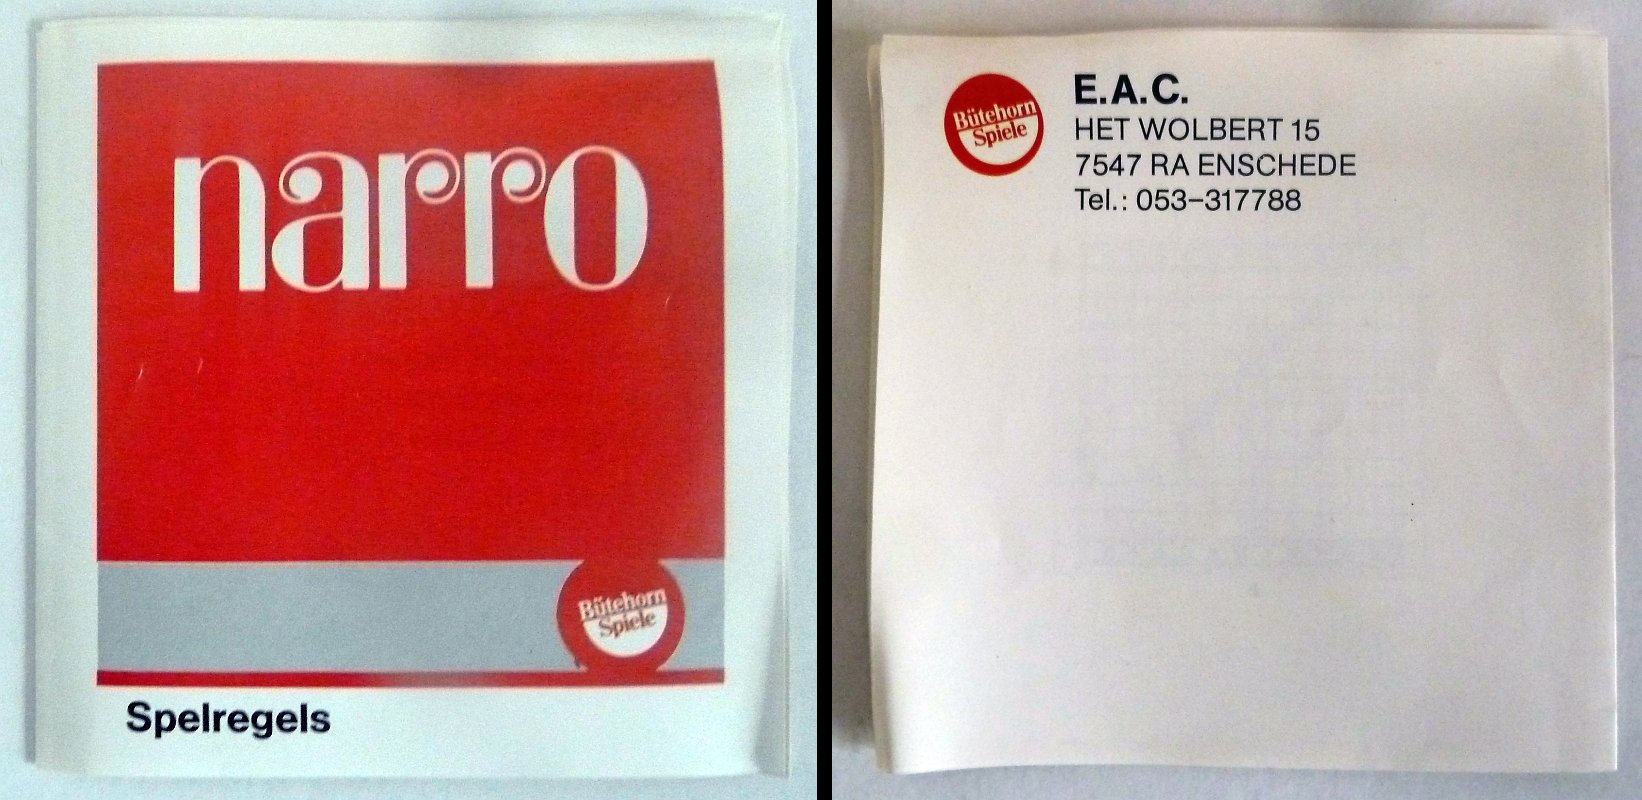 narro
Bütehorn
Spiele
Spelregels
Bütehorn
Spiele
E.A.C.
HET WOLBERT 15
7547 RA ENSCHEDE
Tel.: 053-317788